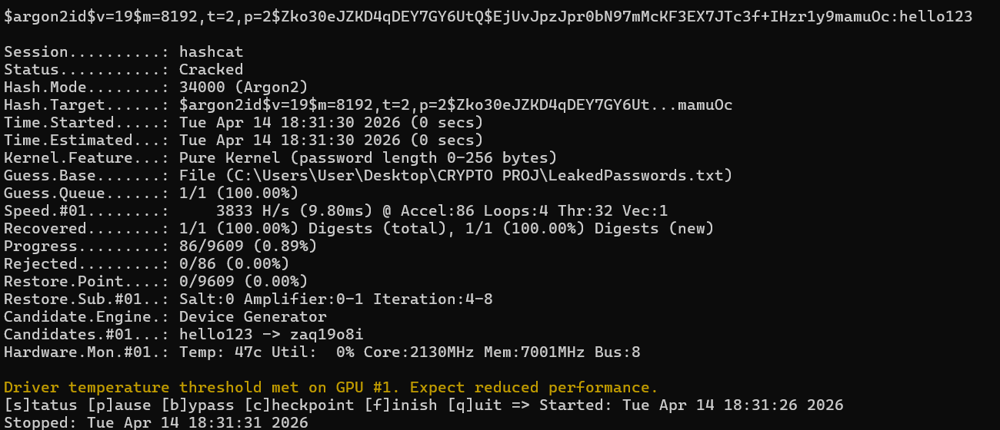 $argon2id$v=19$m=8192,t=2,p=2$Zko30eJZKD4qDEY7GY6UtQ$EjUvJpzJpr0bN97mMcKF3EX7JTc3f+IHzr1y9mamuOc:hello123
Session..........: hashcat
Status...........: Cracked
Hash.Mode........: 34000 (Argon2)
Hash.Target......: $argon2id$v=19$m=8192,t=2,p=2$Zko30eJZKD4qDEY7GY6Ut...mamuOc
Time.Started.....: Tue Apr 14 18:31:30 2026 (0 secs)
Time.Estimated...: Tue Apr 14 18:31:30 2026 (0 secs)
Kernel.Feature...: Pure Kernel (password length 0-256 bytes)
Guess.Base.......: File (C:\Users\User\Desktop\CRYPTO PROJ\LeakedPasswords.txt)
Guess.Queue......: 1/1 (100.00%)
Speed.#01........:     3833 H/s (9.80ms) @ Accel:86 Loops:4 Thr:32 Vec:1
Recovered........: 1/1 (100.00%) Digests (total), 1/1 (100.00%) Digests (new)
Progress.........: 86/9609 (0.89%)
Rejected.........: 0/86 (0.00%)
Restore.Point....: 0/9609 (0.00%)
Restore.Sub.#01..: Salt:0 Amplifier:0-1 Iteration:4-8
Candidate.Engine.: Device Generator
Candidates.#01...: hello123 -> zaq19o8i
Hardware.Mon.#01.: Temp: 47c Util:  0% Core:2130MHz Mem:7001MHz Bus:8
Driver temperature threshold met on GPU #1. Expect reduced performance.
[s]tatus [p]ause [b]ypass [c]heckpoint [f]inish [q]uit => Started: Tue Apr 14 18:31:26 2026
Stopped: Tue Apr 14 18:31:31 2026